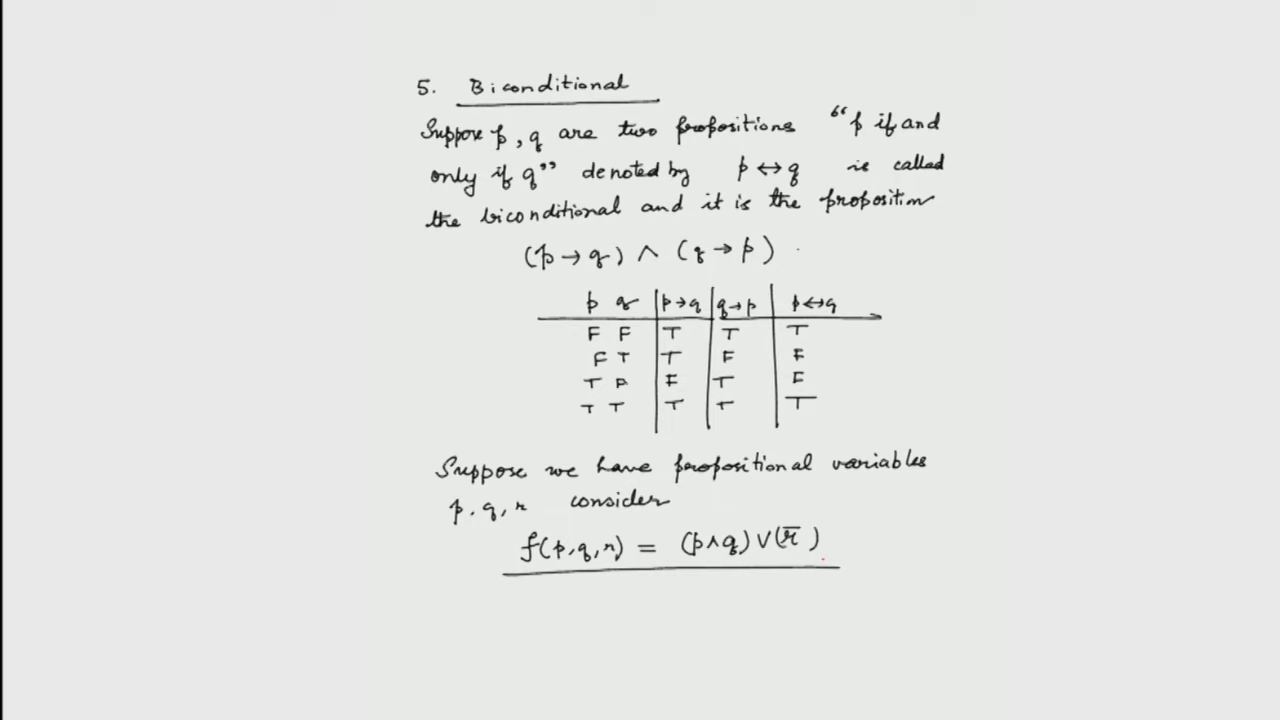 5. Biconditional
Suppose p, q are two propositions "p if and
only if q" denoted by p ↔ q is called
the biconditional and it is the proposition
(p → q) ∧ (q → p)
p q p→q q→p p↔q
F F T T T
F T T F F
T F F T F
T T T T T
Suppose we have propositional variables
p, q, r consider
f(p, q, r) = (p ∧ q) ∨ (r̅)